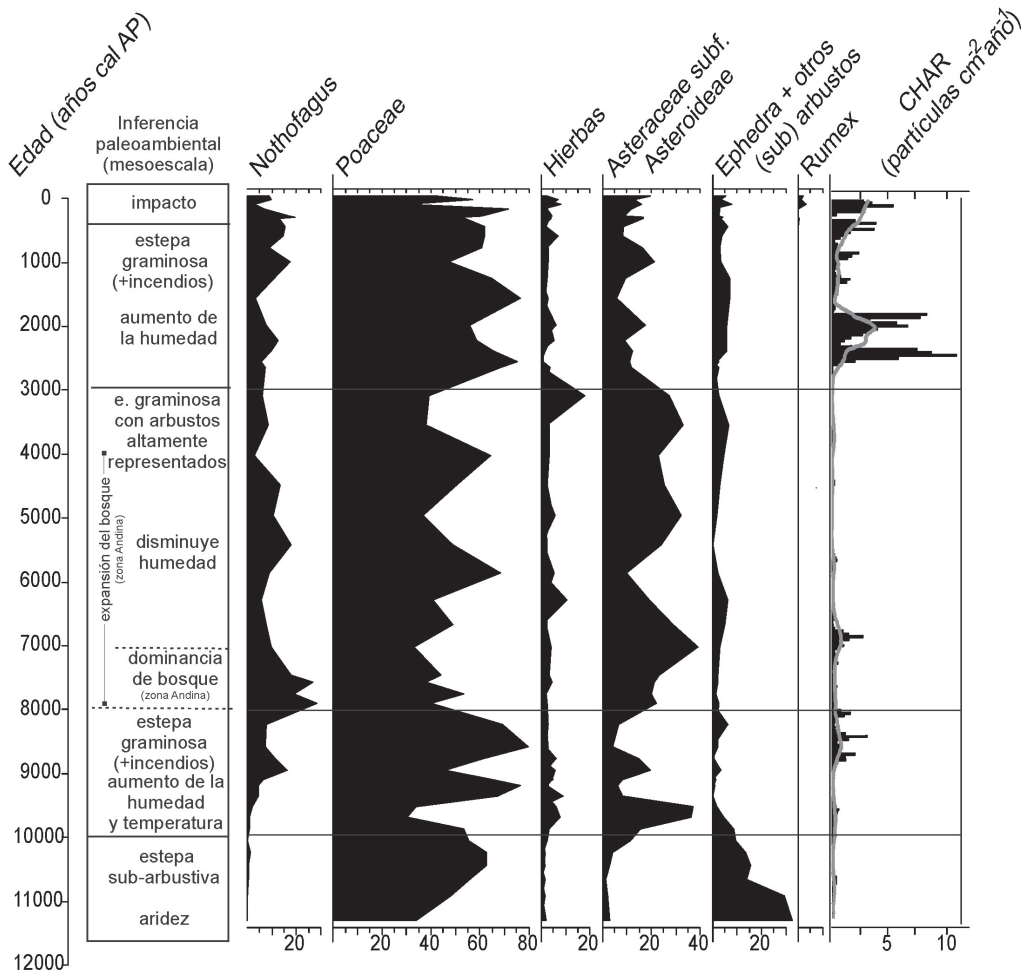 Edad (años cal AP)
Inferencia
paleoambiental
(mesoescala)
Nothofagus
Poaceae
Hierbas
Asteraceae subf.
Asteroideae
Ephedra + otros
(sub) arbustos
Rumex
CHAR
(partículas cm-2 año-1)
0
1000
2000
3000
4000
5000
6000
7000
8000
9000
10000
11000
12000
impacto
estepa
graminosa
(+incendios)
aumento de
la humedad
e. graminosa
con arbustos
altamente
representados
expansión del bosque
(zona Andina)
disminuye
humedad
dominancia
de bosque
(zona Andina)
estepa
graminosa
(+incendios)
aumento de la
humedad
y temperatura
estepa
sub-arbustiva
aridez
20
20 40 60 80
20
20 40
20
5 10